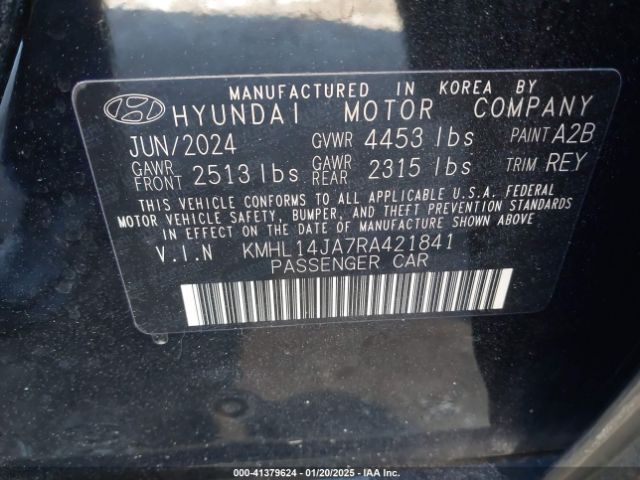 MANUFACTURED IN KOREA BY
HYUNDAI MOTOR COMPANY
JUN/2024 GVWR 4453 lbs PAINT A2B
GAWR FRONT 2513 lbs GAWR REAR 2315 lbs TRIM REY
THIS VEHICLE CONFORMS TO ALL APPLICABLE U.S.A. FEDERAL
MOTOR VEHICLE SAFETY, BUMPER, AND THEFT PREVENTION STANDARDS
IN EFFECT ON THE DATE OF MANUFACTURE SHOWN ABOVE.
V.I.N KMHL14JA7RA421841
PASSENGER CAR
000-41379624 - 01/20/2025 - IAA Inc.